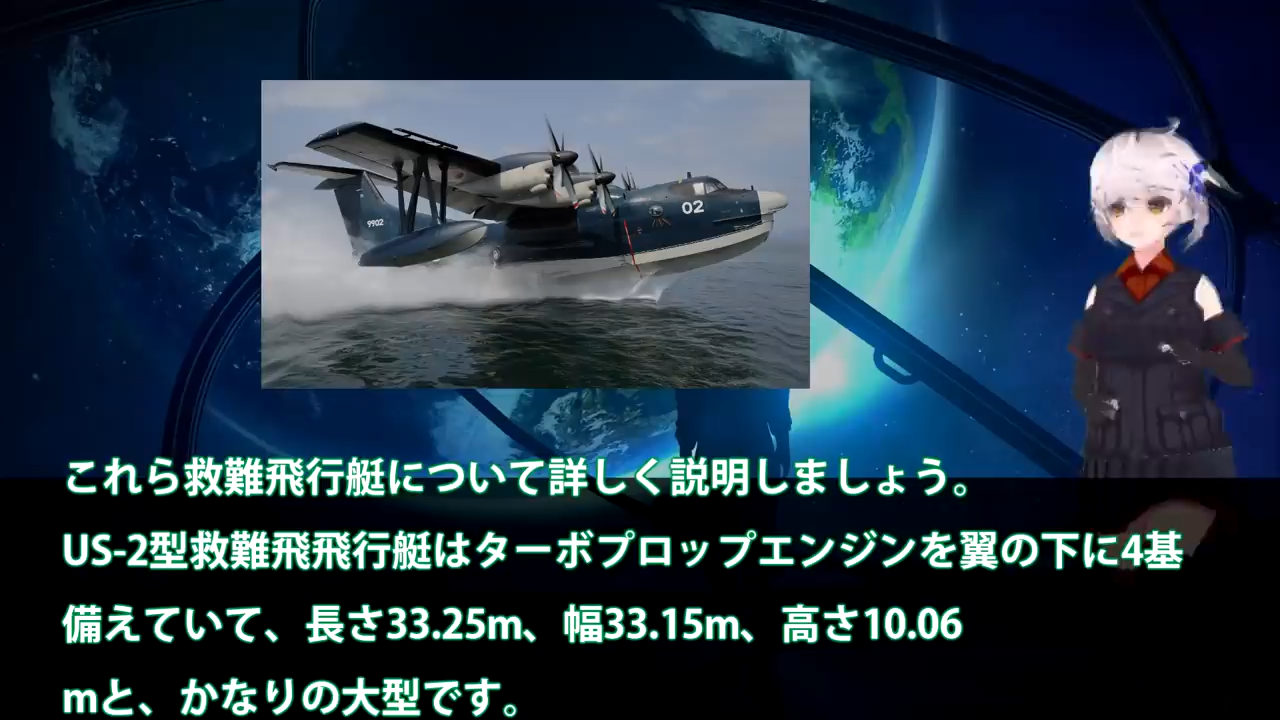 9902
02
これら救難飛行艇について詳しく説明しましょう。
US-2型救難飛飛行艇はターボプロップエンジンを翼の下に4基
備えていて、長さ33.25m、幅33.15m、高さ10.06
mと、かなりの大型です。